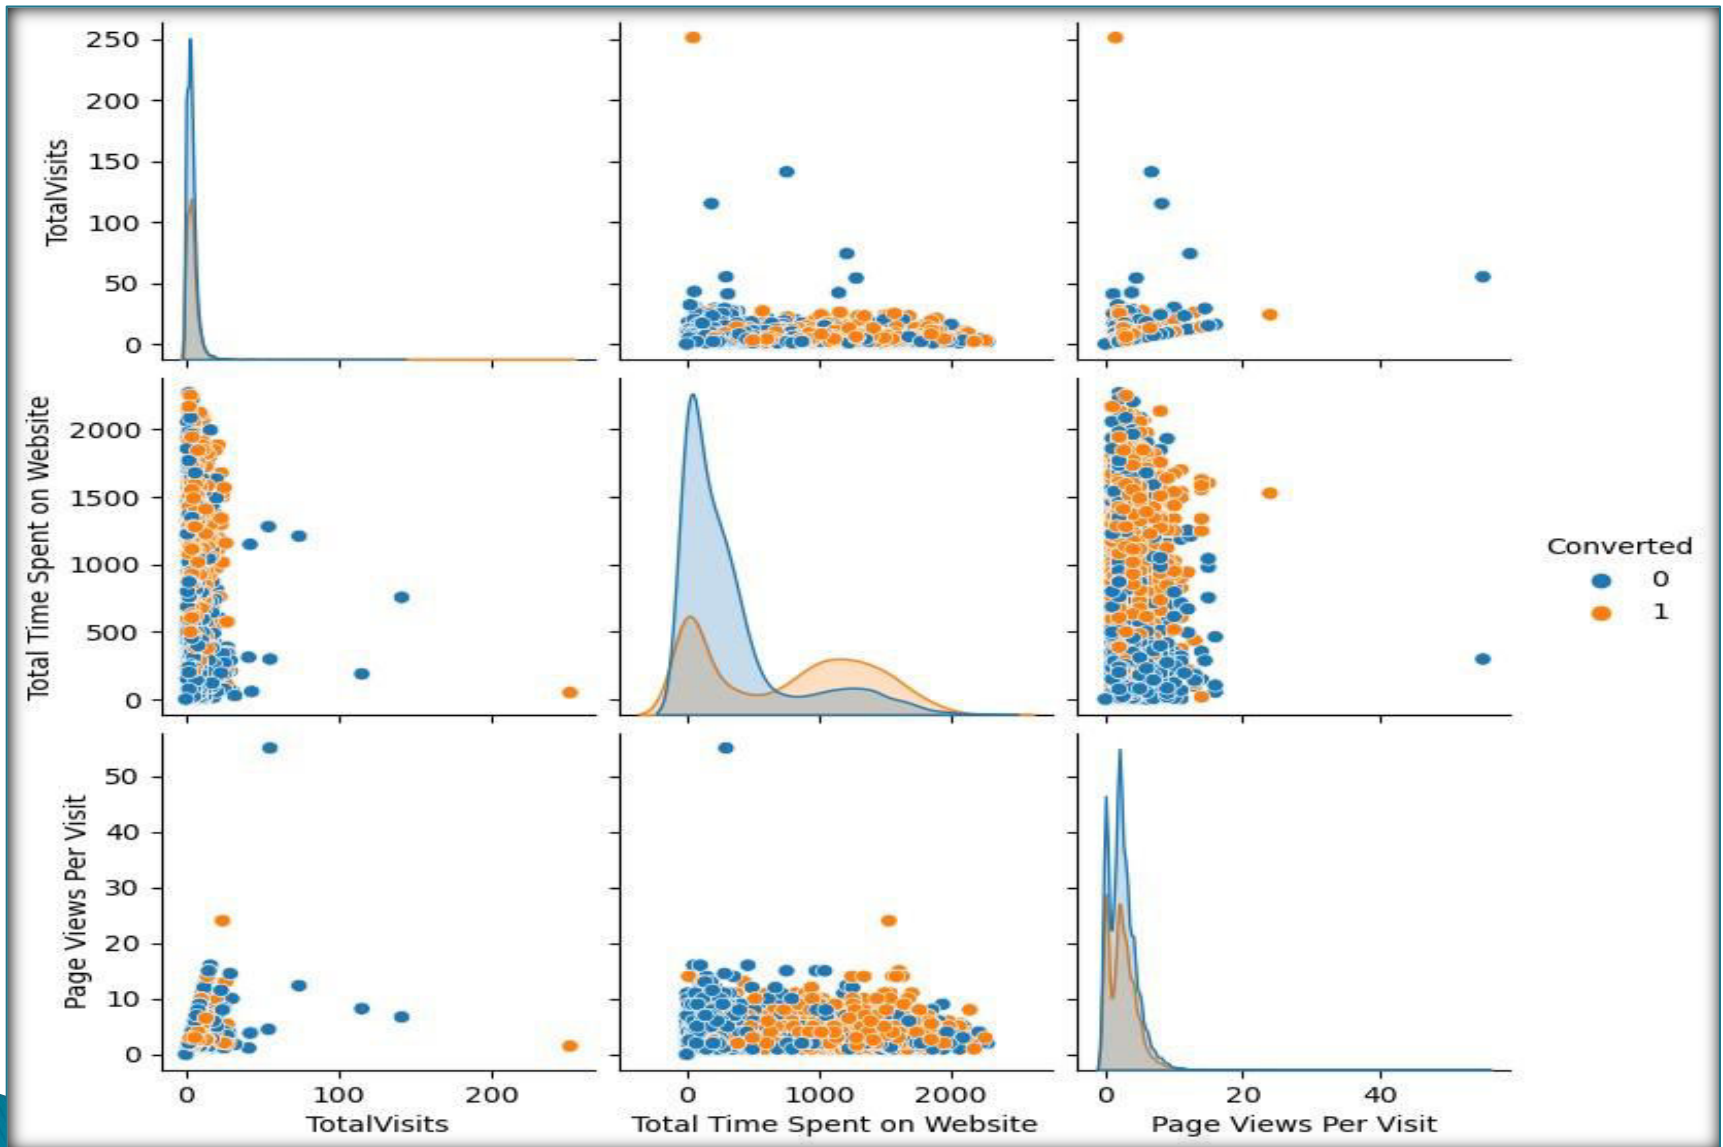 250
200
150
100
50
0
TotalVisits
2000
1500
1000
500
0
Total Time Spent on Website
Converted
0
1
50
40
30
20
10
0
Page Views Per Visit
0 100 200
TotalVisits
0 1000 2000
Total Time Spent on Website
0 20 40
Page Views Per Visit